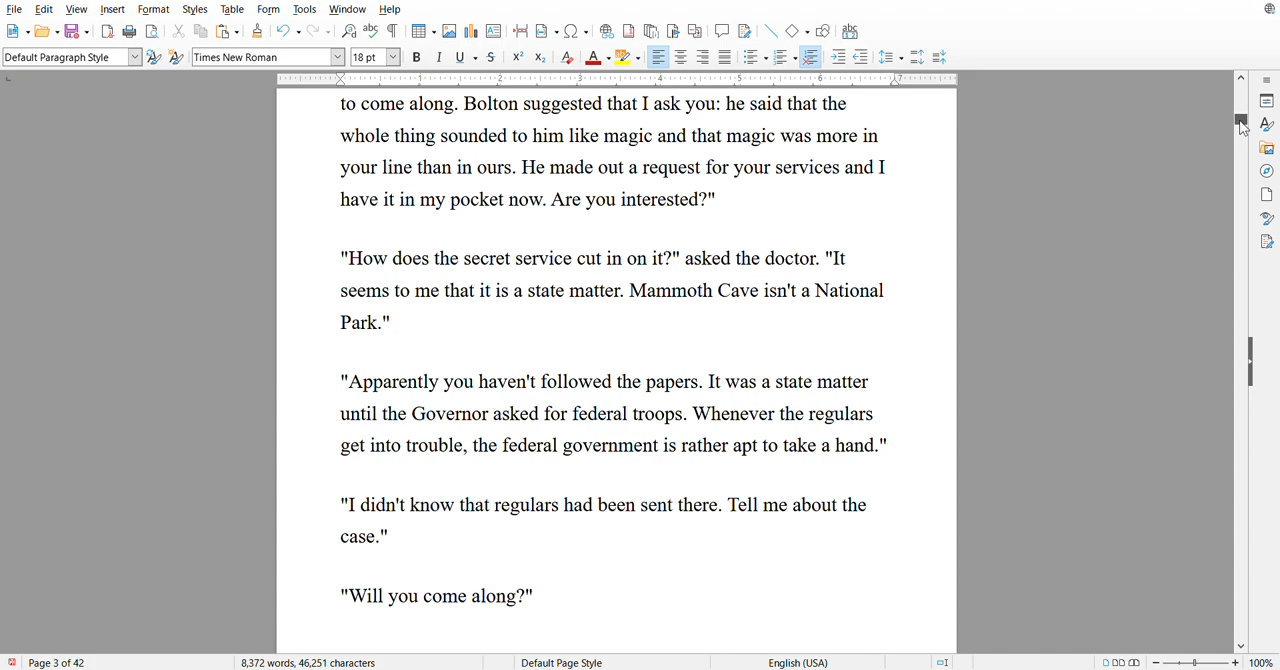 File Edit View Insert Format Styles Table Form Tools Window Help
Default Paragraph Style Times New Roman 18 pt
1 2 3 4 5 6 7
to come along. Bolton suggested that I ask you: he said that the
whole thing sounded to him like magic and that magic was more in
your line than in ours. He made out a request for your services and I
have it in my pocket now. Are you interested?"
"How does the secret service cut in on it?" asked the doctor. "It
seems to me that it is a state matter. Mammoth Cave isn't a National
Park."
"Apparently you haven't followed the papers. It was a state matter
until the Governor asked for federal troops. Whenever the regulars
get into trouble, the federal government is rather apt to take a hand."
"I didn't know that regulars had been sent there. Tell me about the
case."
"Will you come along?"
Page 3 of 42 8,372 words, 46,251 characters Default Page Style English (USA) 100%